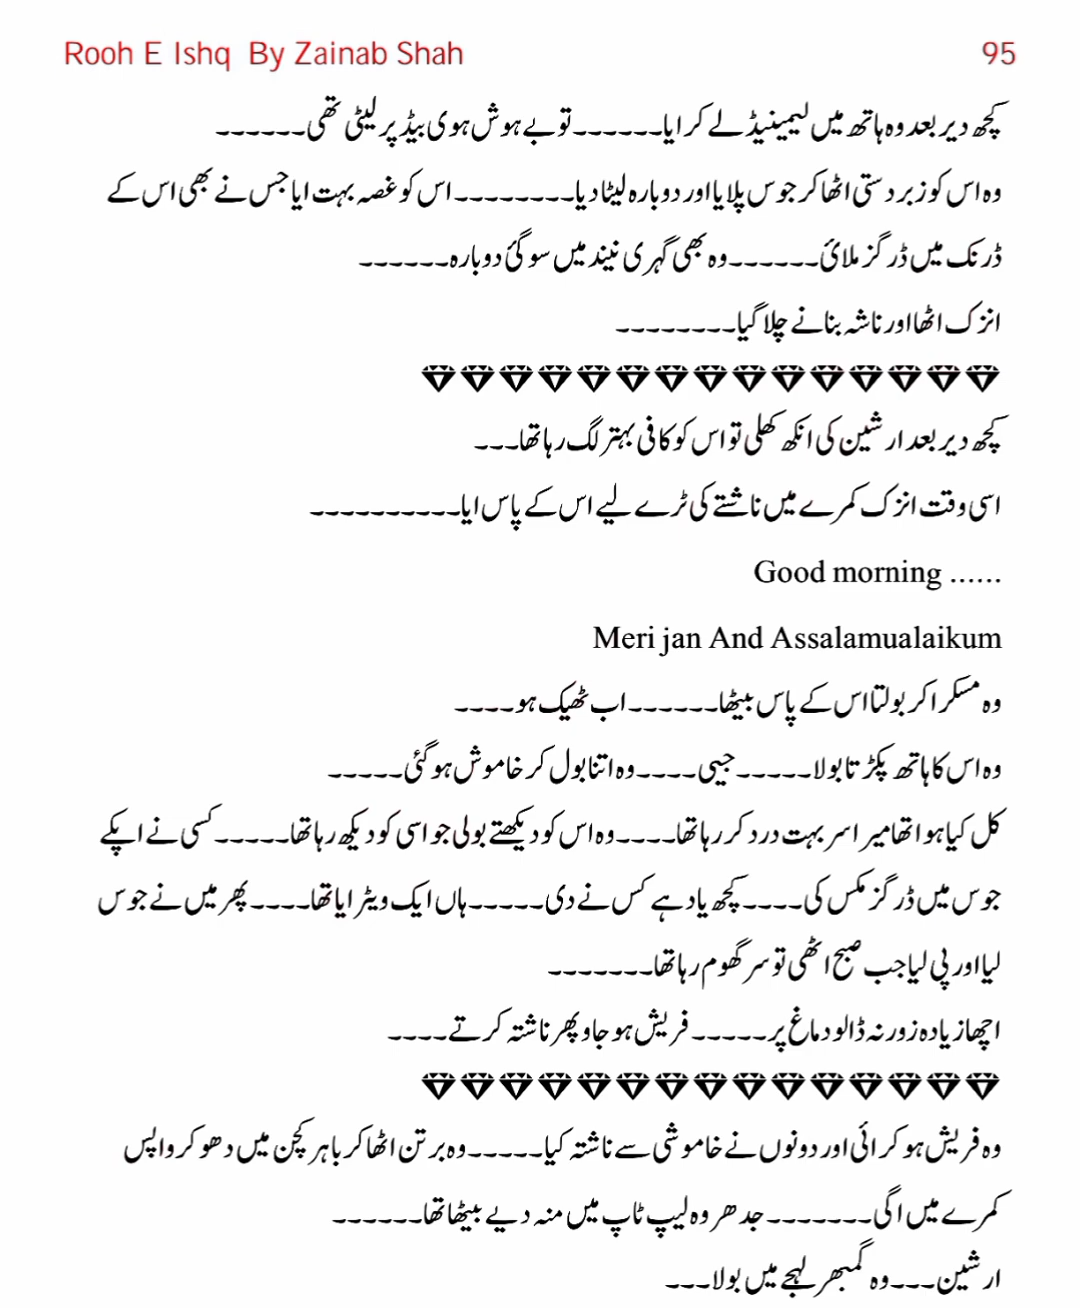 Rooh E Ishq By Zainab Shah 95
کچھ دیر بعد وہ ہاتھ میں لیمینیڈ لے کر ایا۔۔۔۔۔۔تو بے ہوش ہوی بیڈ پر لیٹی تھی۔۔۔۔۔۔
وہ اس کو زبردستی اٹھا کر جوس پلایا اور دوبارہ لیٹا دیا۔۔۔۔۔۔۔۔اس کو غصہ بہت ایا جس نے بھی اس کے
ڈرنک میں ڈرگز ملائ۔۔۔۔۔۔وہ بھی گہری نیند میں سو گئ دوبارہ۔۔۔۔۔۔
انزک اٹھا اور ناشہ بنانے چلا گیا۔۔۔۔۔۔۔۔
کچھ دیر بعد ارشین کی انکھ کھلی تو اس کو کافی بہتر لگ رہا تھا۔۔۔
اسی وقت انزک کمرے میں ناشتے کی ٹرے لیے اس کے پاس ایا۔۔۔۔۔۔۔۔۔۔
Good morning ......
Meri jan And Assalamualaikum
وہ مسکرا کر بولتا اس کے پاس بیٹھا۔۔۔۔۔۔اب ٹھیک ہو۔۔۔۔
وہ اس کا ہاتھ پکڑتا بولا۔۔۔۔۔جیی۔۔۔۔وہ اتنا بول کر خاموش ہو گئی۔۔۔۔۔
کل کیا ہوا تھا میرا سر بہت درد کر رہا تھا۔۔۔۔وہ اس کو دیکھتے بولی جو اسی کو دیکھ رہا تھا۔۔۔۔۔کسی نے اپکے
جوس میں ڈرگز مکس کی۔۔۔۔کچھ یاد ہے کس نے دی۔۔۔۔۔ہاں ایک ویٹر ایا تھا۔۔۔۔پھر میں نے جوس
لیا اور پی لیا جب صبح اٹھی تو سر گھوم رہا تھا۔۔۔۔۔۔۔
اچھا زیادہ زور نہ ڈالو دماغ پر۔۔۔۔۔فریش ہو جاو پھر ناشتہ کرتے۔۔۔۔
وہ فریش ہو کر ائی اور دونوں نے خاموشی سے ناشتہ کیا۔۔۔۔۔وہ برتن اٹھا کر باہر کچن میں دھو کر واپس
کمرے میں اگی۔۔۔۔۔۔۔جدھر وہ لیپ ٹاپ میں منہ دیے بیٹھا تھا۔۔۔۔۔۔
ارشین۔۔۔وہ گمبھر لہجے میں بولا۔۔۔